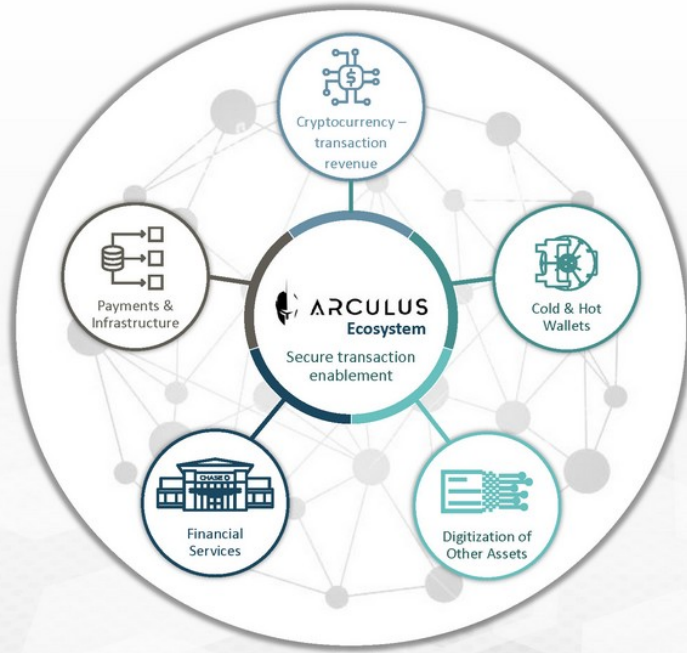 Cryptocurrency –
transaction
revenue
Payments &
Infrastructure
ARCULUS
Ecosystem
Secure transaction
enablement
Cold & Hot
Wallets
CHASE
Financial
Services
Digitization of
Other Assets